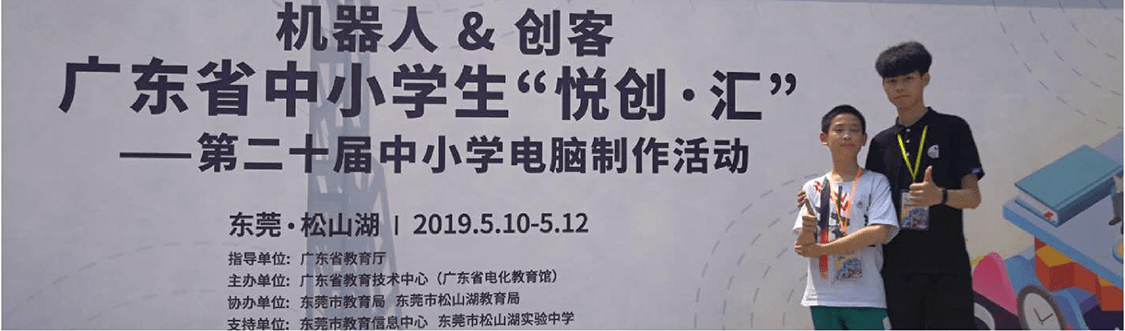 机器人 & 创客
广东省中小学生“悦创·汇”
——第二十届中小学电脑制作活动
东莞·松山湖 | 2019.5.10-5.12
指导单位：广东省教育厅
主办单位：广东省教育技术中心（广东省电化教育馆）
协办单位：东莞市教育局 东莞市松山湖教育局
支持单位：东莞市教育信息中心 东莞市松山湖实验中学